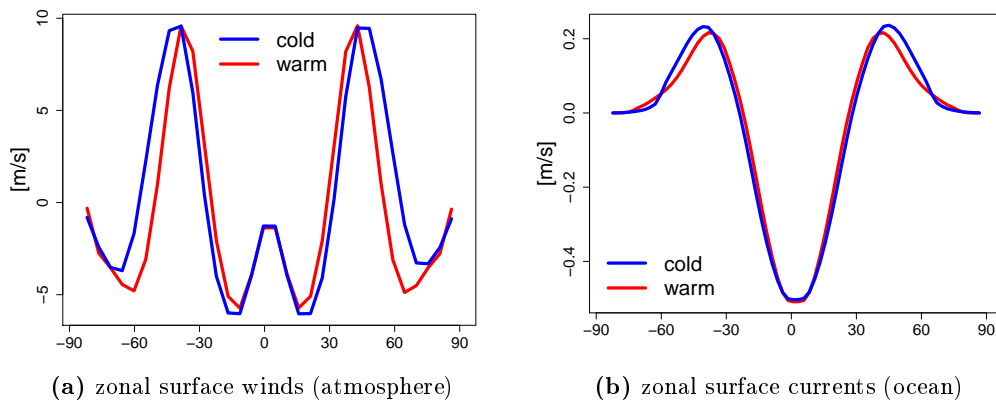 10
5
0
−5
[m/s]
cold
warm
−90 −60 −30 0 30 60 90
(a) zonal surface winds (atmosphere)
0.2
0.0
−0.2
−0.4
[m/s]
cold
warm
−90 −60 −30 0 30 60 90
(b) zonal surface currents (ocean)